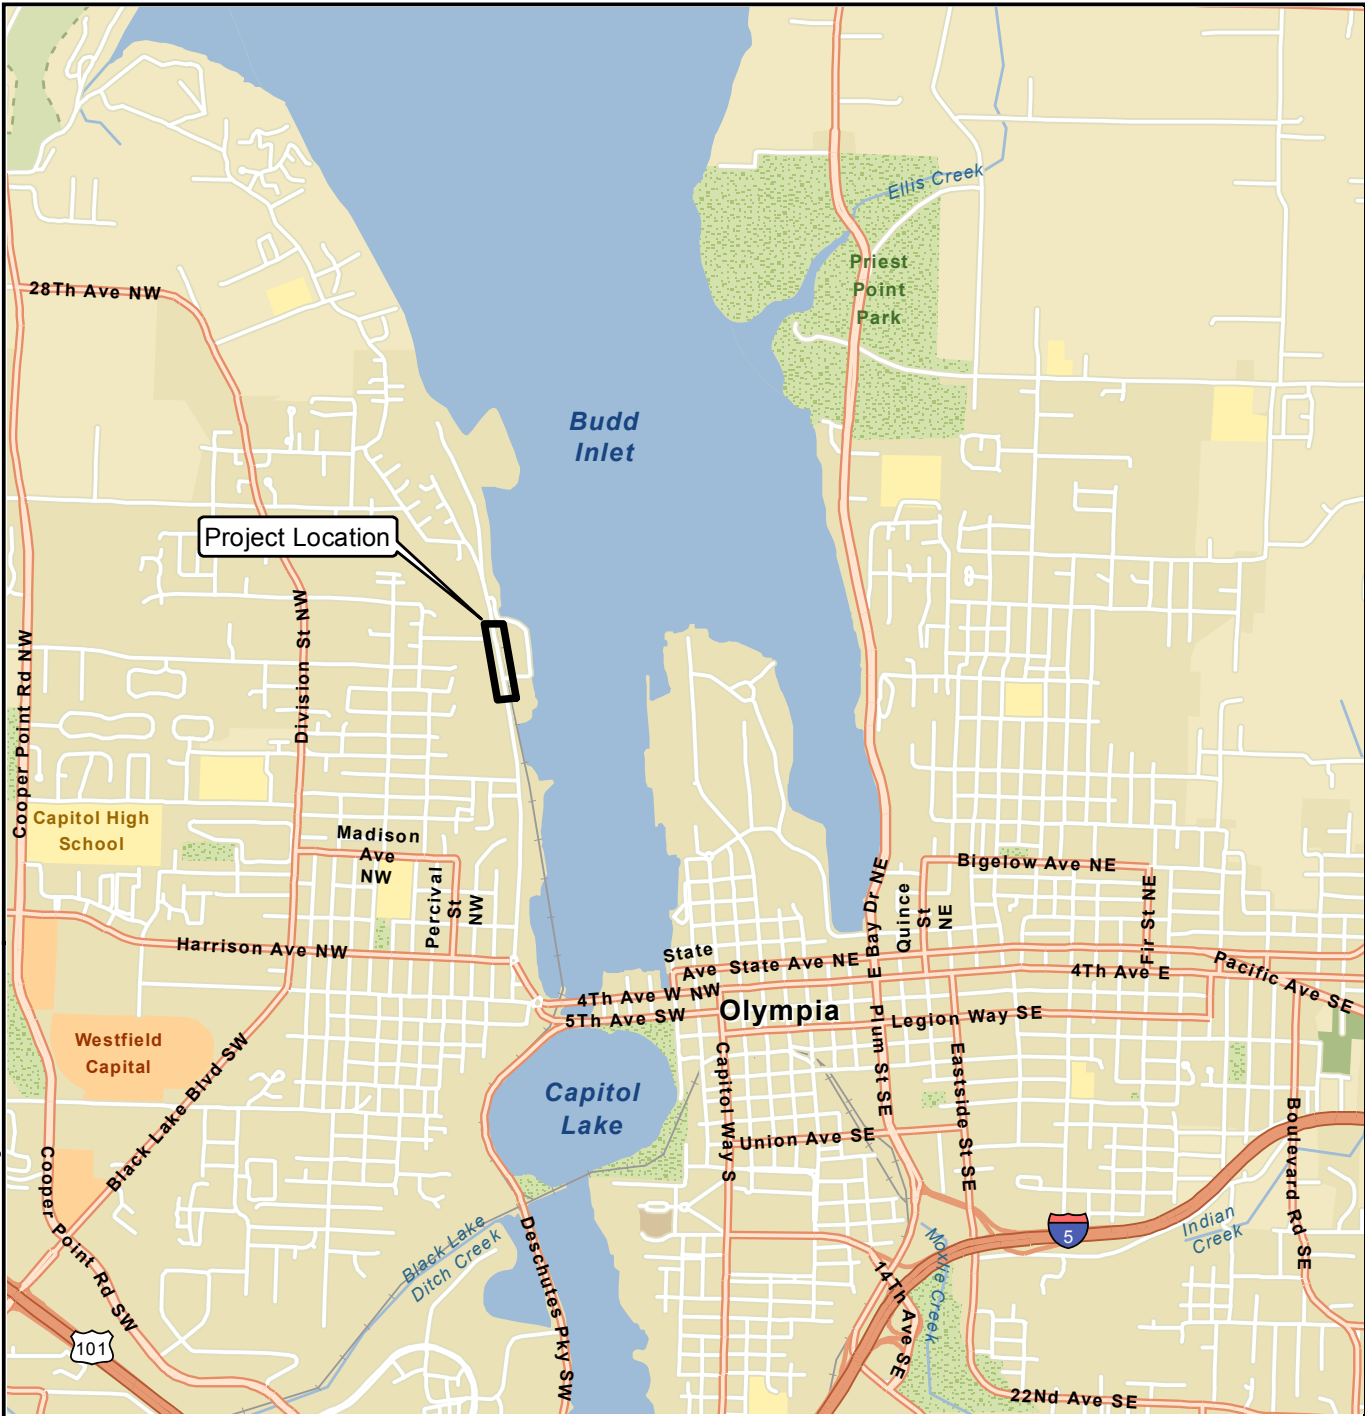 Ellis Creek
Priest
Point
Park
28Th Ave NW
Budd
Inlet
Project Location
Cooper Point Rd NW
Division St NW
Capitol High
School
Madison
Ave
NW
Percival
St
NW
Bigelow Ave NE
Quince
St
NE
Fir St NE
E Bay Dr NE
Harrison Ave NW
State
Ave
NW
State Ave NE
4Th Ave W
4Th Ave E
Pacific Ave SE
5Th Ave SW
Olympia
Legion Way SE
Westfield
Capital
Black Lake Blvd SW
Capitol
Lake
Capitol Way S
Plum St SE
Eastside St SE
Union Ave SE
Boulevard Rd SE
Cooper Point Rd SW
Black Lake
Ditch Creek
Deschutes Pky SW
Moxlie Creek
5
Indian
Creek
14Th Ave SE
101
22Nd Ave SE